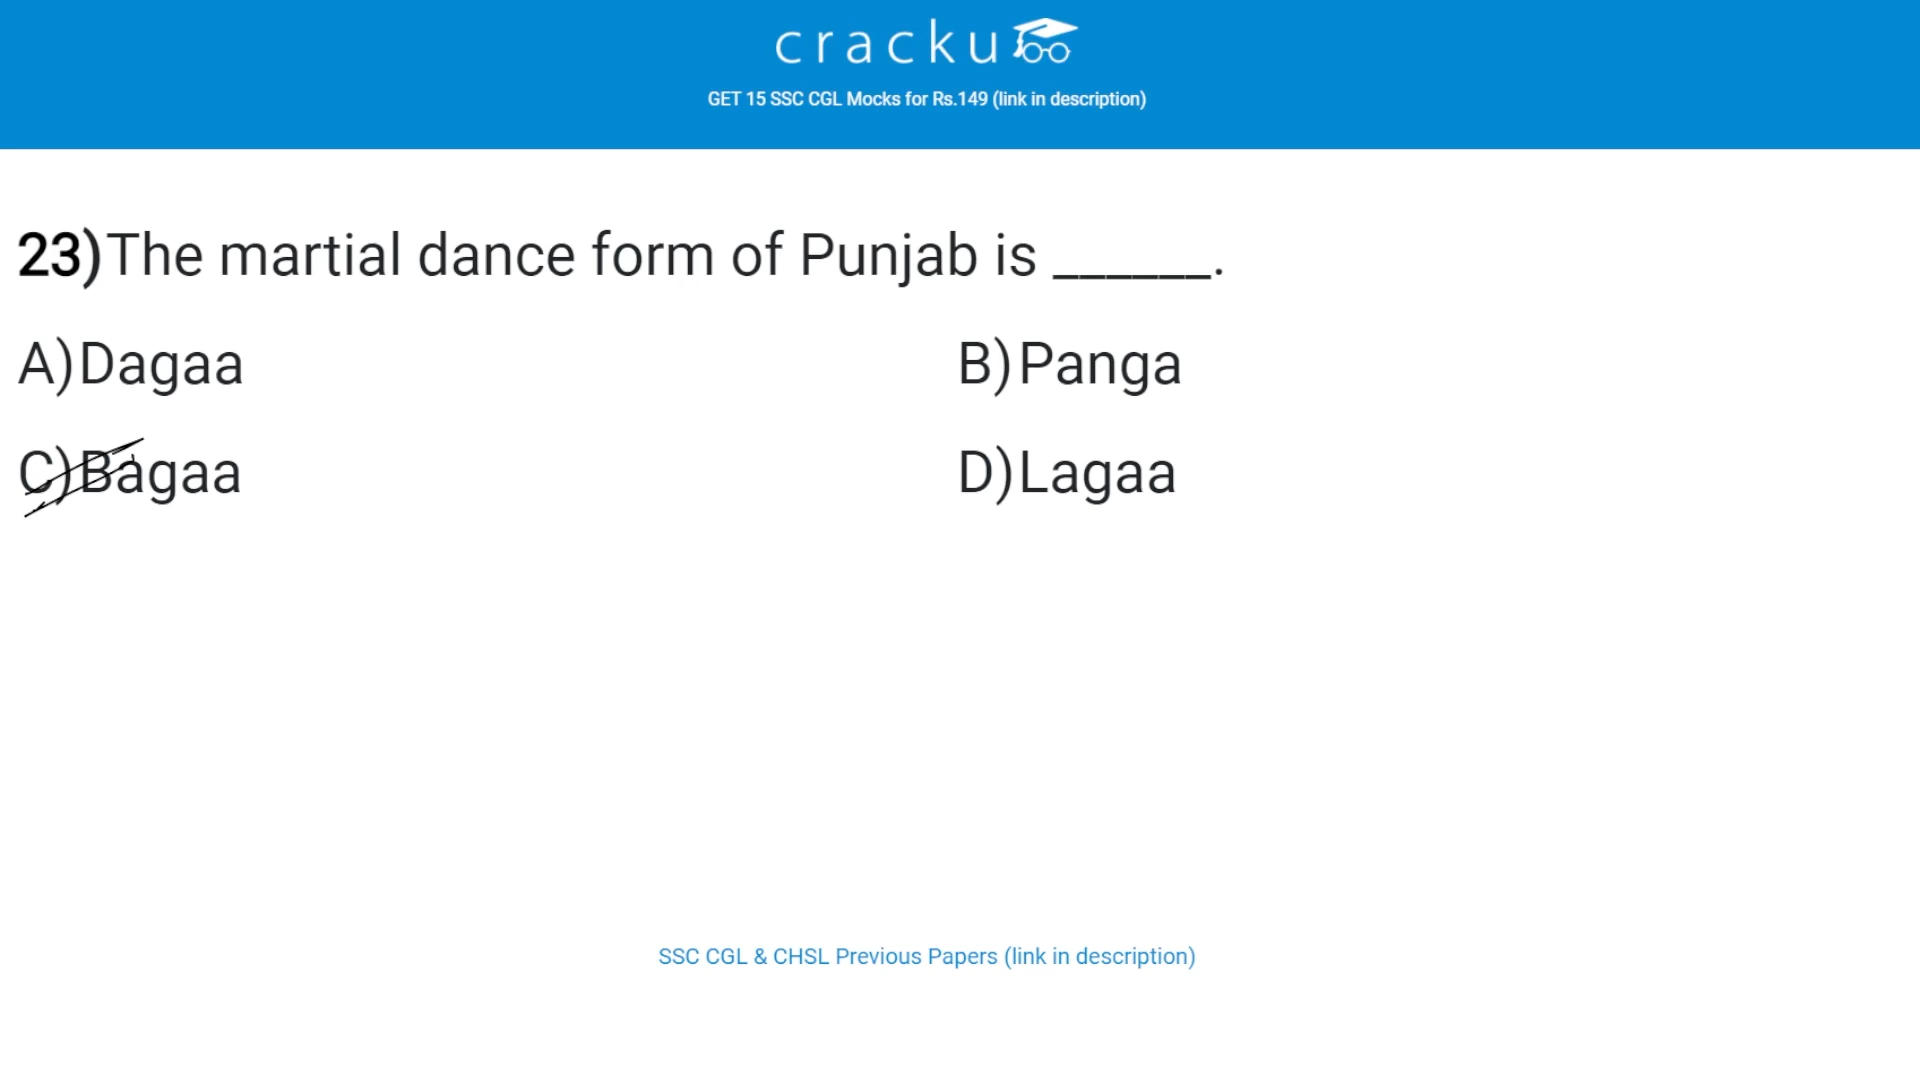 cracku
GET 15 SSC CGL Mocks for Rs.149 (link in description)
23)The martial dance form of Punjab is ______.
A)Dagaa
B)Panga
C)Bagaa
D)Lagaa
SSC CGL & CHSL Previous Papers (link in description)